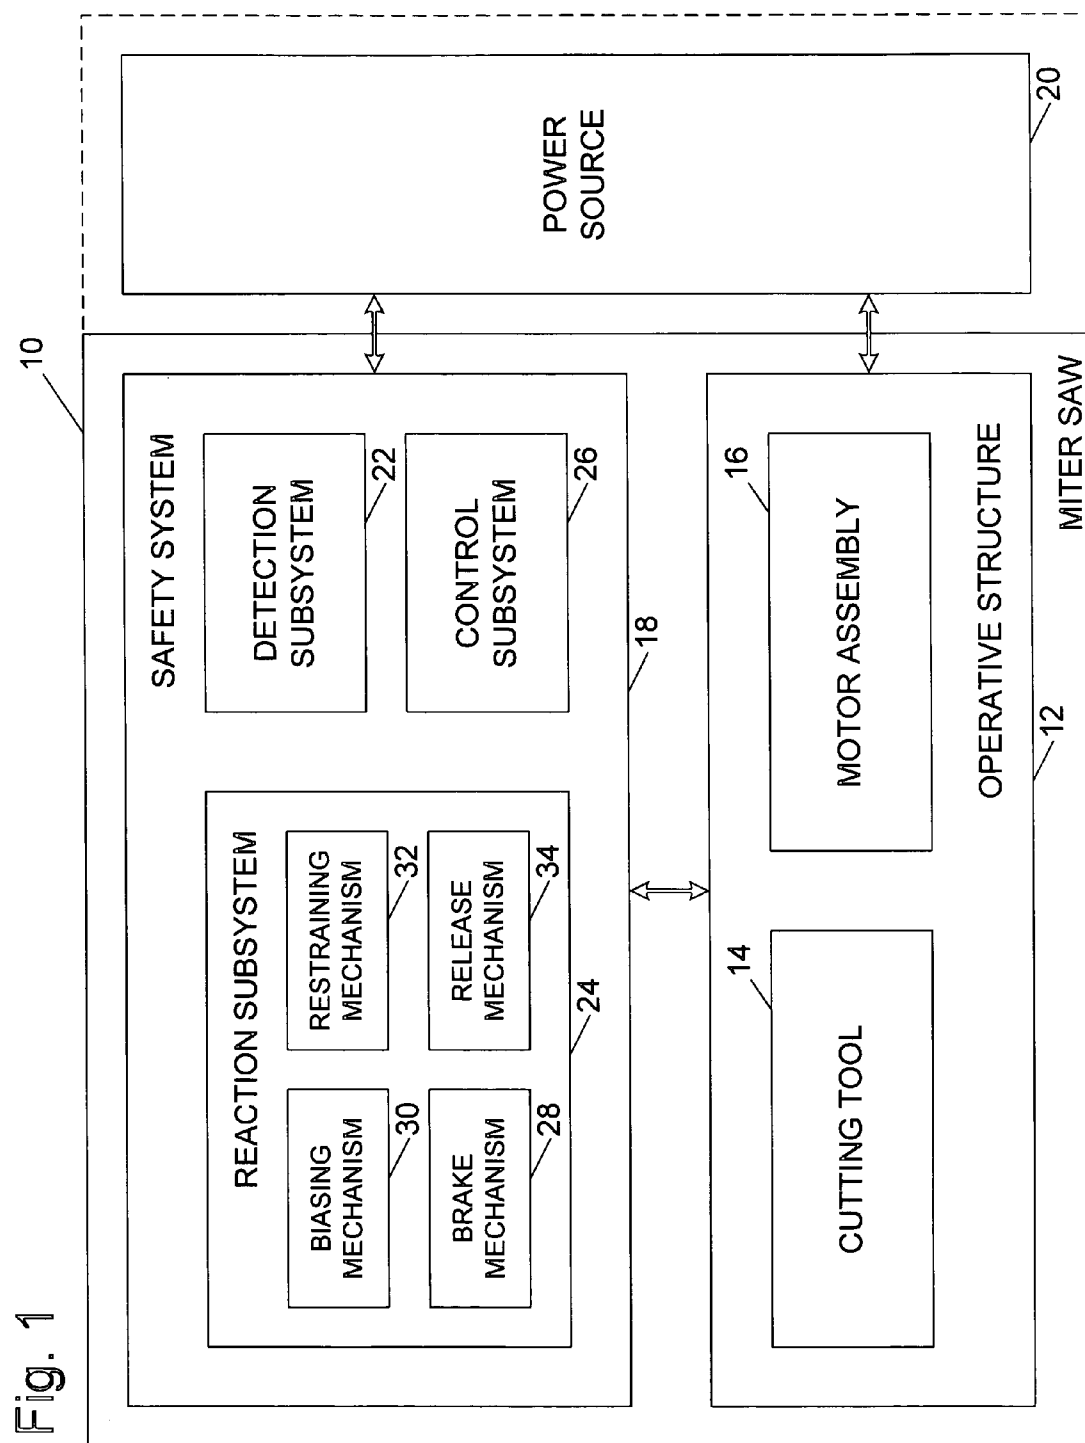 Fig. 1
10
SAFETY SYSTEM
REACTION SUBSYSTEM
BIASING
MECHANISM
30
RESTRAINING
MECHANISM
32
BRAKE
MECHANISM
28
RELEASE
MECHANISM
34
24
DETECTION
SUBSYSTEM
22
CONTROL
SUBSYSTEM
26
18
14
CUTTING TOOL
16
MOTOR ASSEMBLY
OPERATIVE STRUCTURE
12
MITER SAW
POWER
SOURCE
20